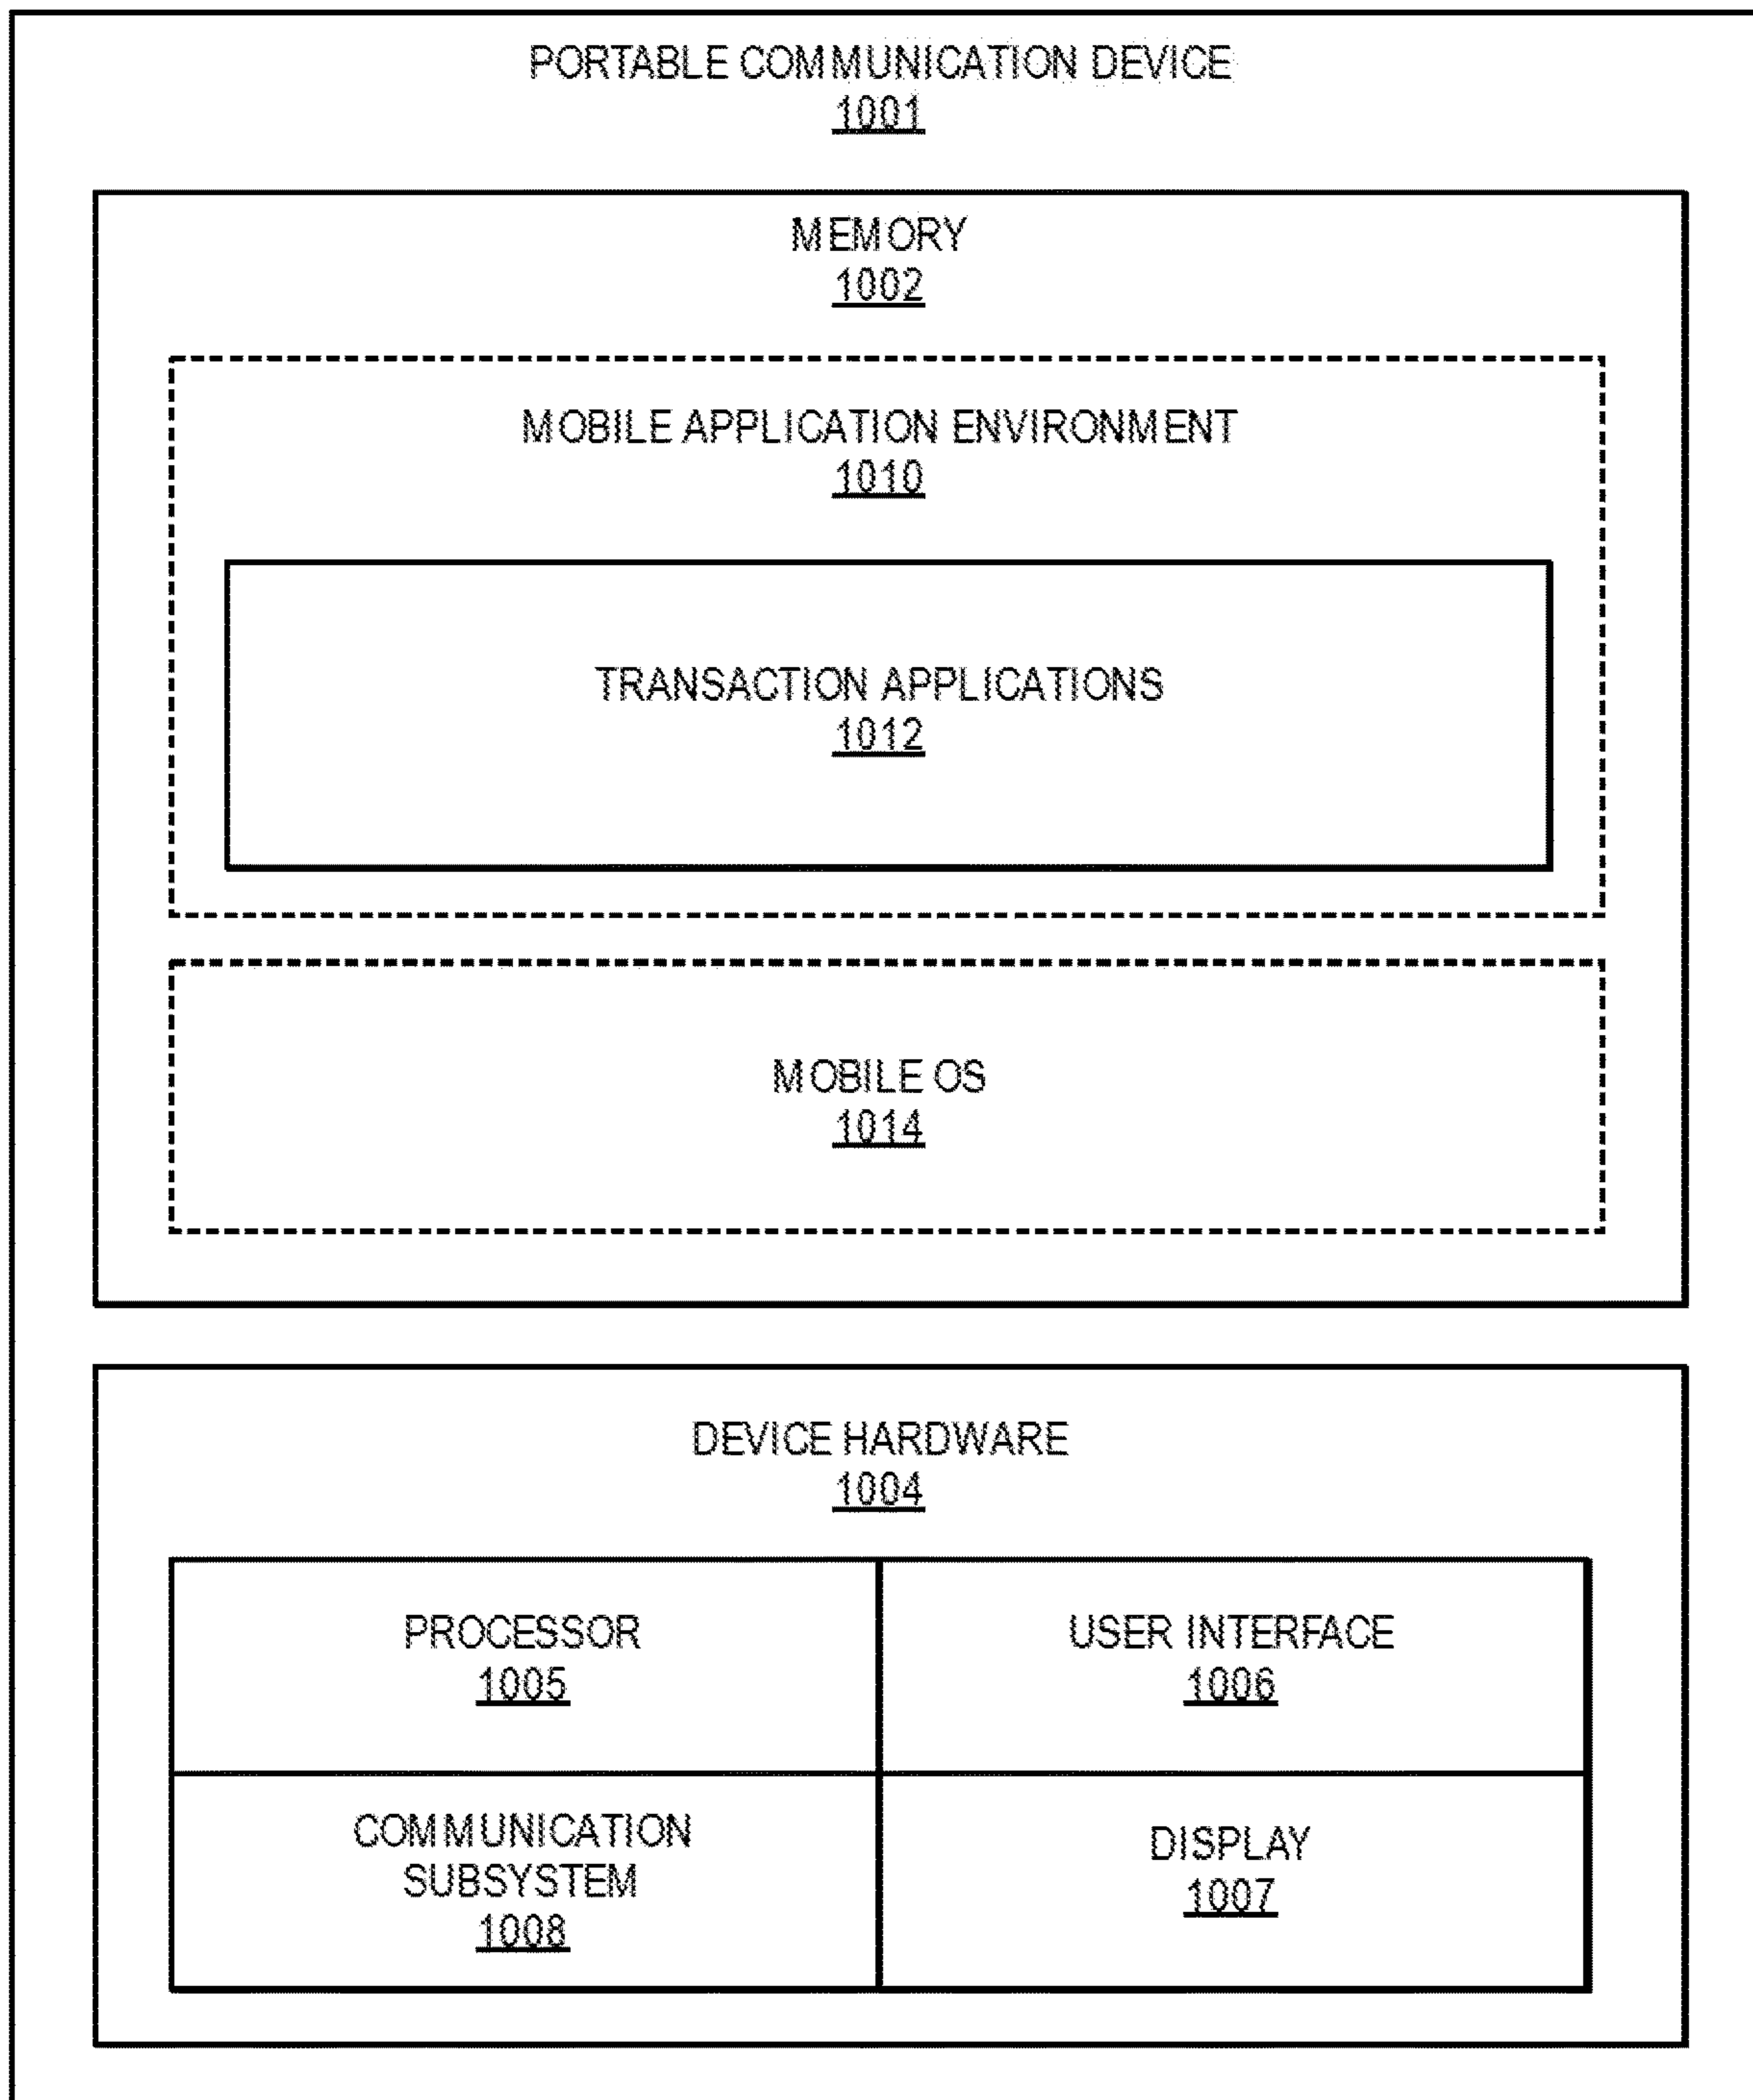 PORTABLE COMMUNICATION DEVICE
1001
MEMORY
1002
MOBILE APPLICATION ENVIRONMENT
1010
TRANSACTION APPLICATIONS
1012
MOBILE OS
1014
DEVICE HARDWARE
1004
PROCESSOR
1005
USER INTERFACE
1006
COMMUNICATION
SUBSYSTEM
1008
DISPLAY
1007